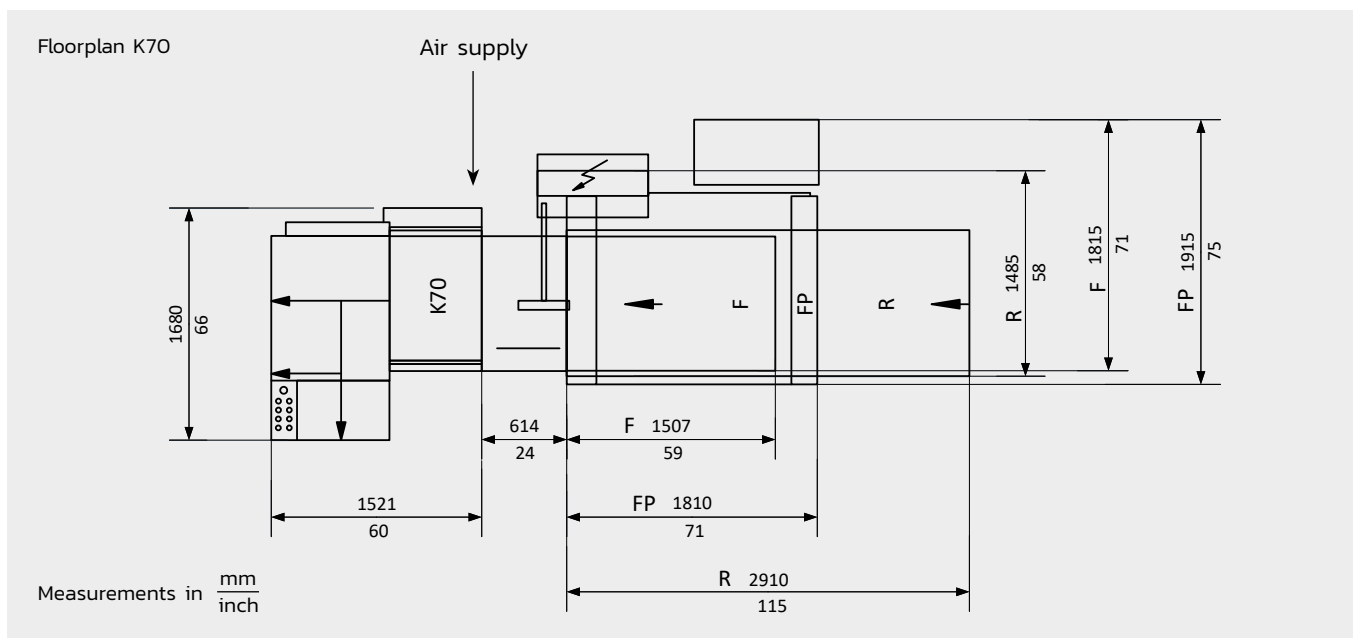 Floorplan K70
Air supply
1680
66
K70
F
FP
R
R 1485
58
F 1815
71
FP 1915
75
614
24
F 1507
59
1521
60
FP 1810
71
R 2910
115
Measurements in mm
inch